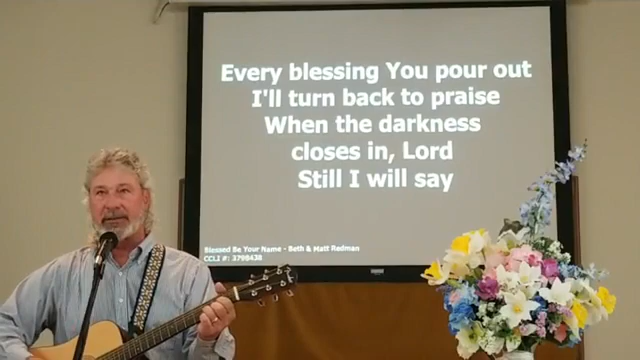 Every blessing You pour out
I'll turn back to praise
When the darkness
closes in, Lord
Still I will say
Blessed Be Your Name - Beth & Matt Redman
CCLI #: 3798438